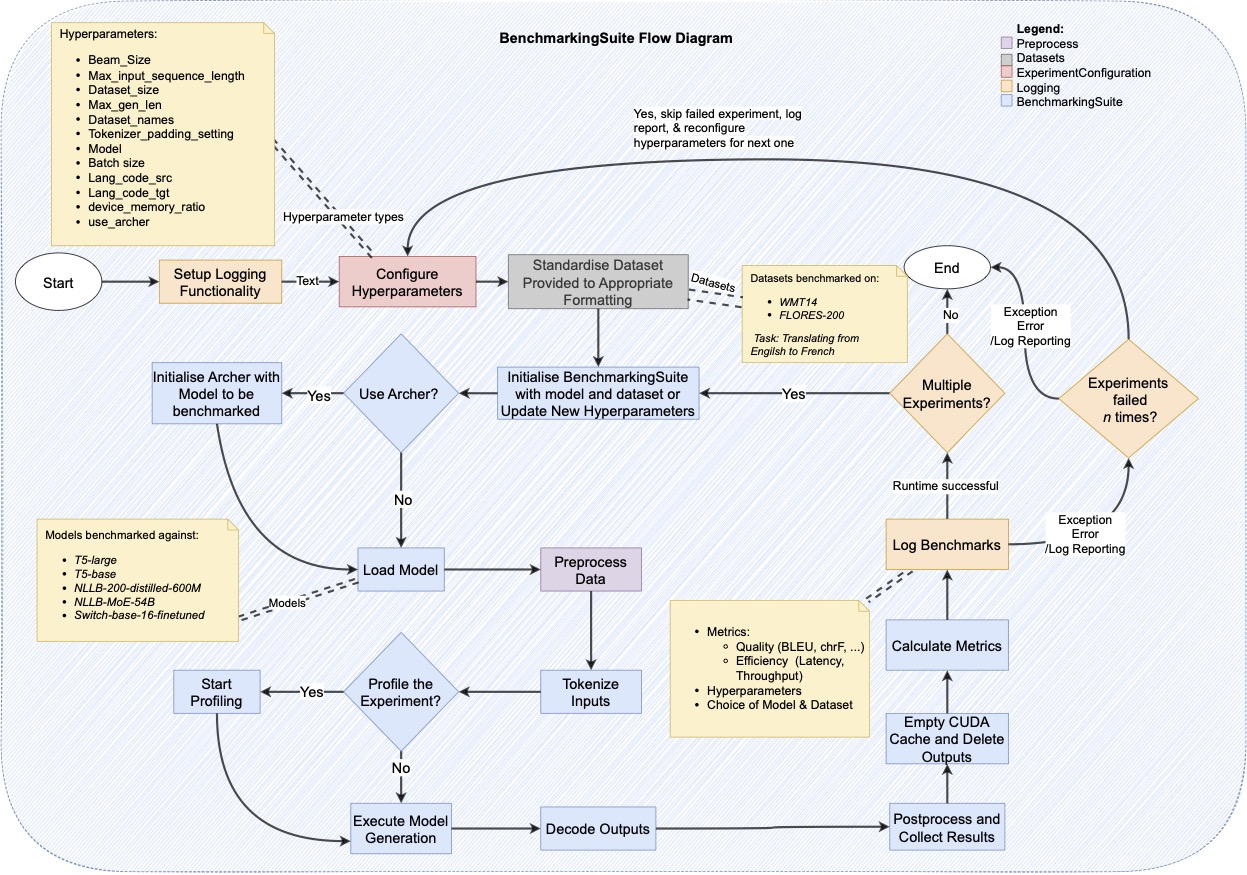 BenchmarkingSuite Flow Diagram
Legend:
Preprocess
Datasets
ExperimentConfiguration
Logging
BenchmarkingSuite
Hyperparameters:
• Beam_Size
• Max_input_sequence_length
• Dataset_size
• Max_gen_len
• Dataset_names
• Tokenizer_padding_setting
• Model
• Batch size
• Lang_code_src
• Lang_code_tgt
• device_memory_ratio
• use_archer
Hyperparameter types
Yes, skip failed experiment, log
report, & reconfigure
hyperparameters for next one
Start
Setup Logging
Functionality
Text
Configure
Hyperparameters
Standardise Dataset
Provided to Appropriate
Formatting
Datasets
Datasets benchmarked on:
• WMT14
• FLORES-200
Task: Translating from
Engilsh to French
End
No
Exception
Error
/Log Reporting
Initialise Archer with
Model to be
benchmarked
Yes
Use Archer?
Initialise BenchmarkingSuite
with model and dataset or
Update New Hyperparameters
Yes
Multiple
Experiments?
Experiments
failed
n times?
No
Runtime successful
Models benchmarked against:
• T5-large
• T5-base
• NLLB-200-distilled-600M
• NLLB-MoE-54B
• Switch-base-16-finetuned
Models
Load Model
Preprocess
Data
Log Benchmarks
Exception
Error
/Log Reporting
• Metrics:
◦ Quality (BLEU, chrF, ...)
◦ Efficiency (Latency,
Throughput)
• Hyperparameters
• Choice of Model & Dataset
Calculate Metrics
Start
Profiling
Yes
Profile the
Experiment?
Tokenize
Inputs
Empty CUDA
Cache and Delete
Outputs
No
Execute Model
Generation
Decode Outputs
Postprocess and
Collect Results